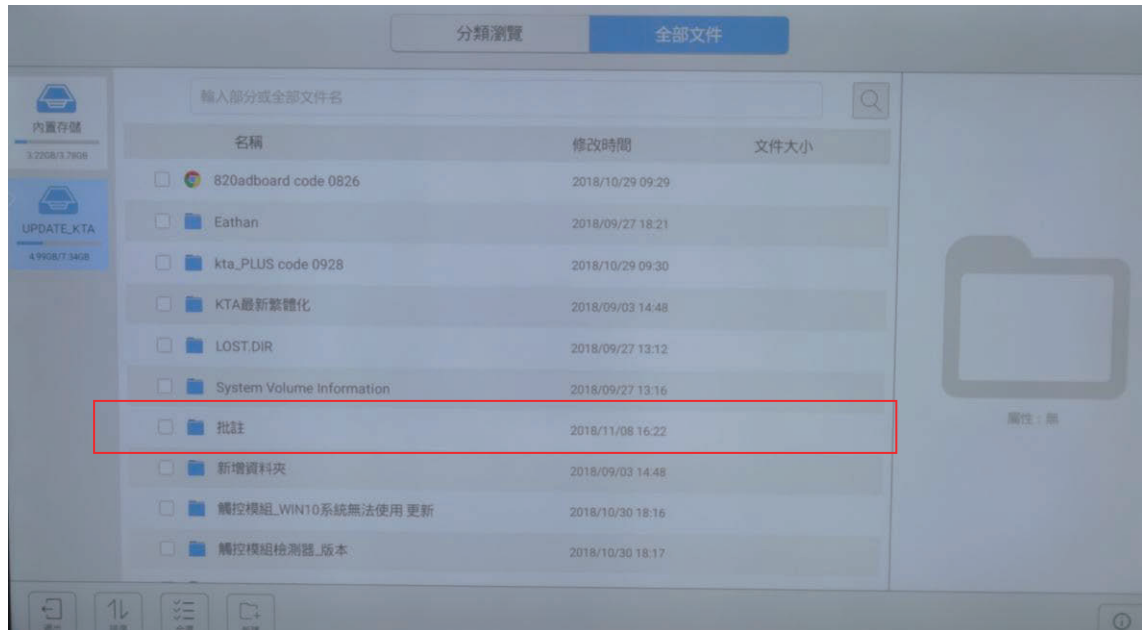 分類瀏覽
全部文件
內置存儲
3.22GB/3.78GB
UPDATE_KTA
4.99GB/7.34GB
輸入部分或全部文件名
名稱 修改時間 文件大小
820adboard code 0826 2018/10/29 09:29
Eathan 2018/09/27 18:21
kta_PLUS code 0928 2018/10/29 09:30
KTA最新繁體化 2018/09/03 14:48
LOST.DIR 2018/09/27 13:12
System Volume Information 2018/09/27 13:16
批註 2018/11/08 16:22
新增資料夾 2018/09/03 14:48
觸控模組_WIN10系統無法使用 更新 2018/10/30 18:16
觸控模組檢測器_版本 2018/10/30 18:17
屬性：無